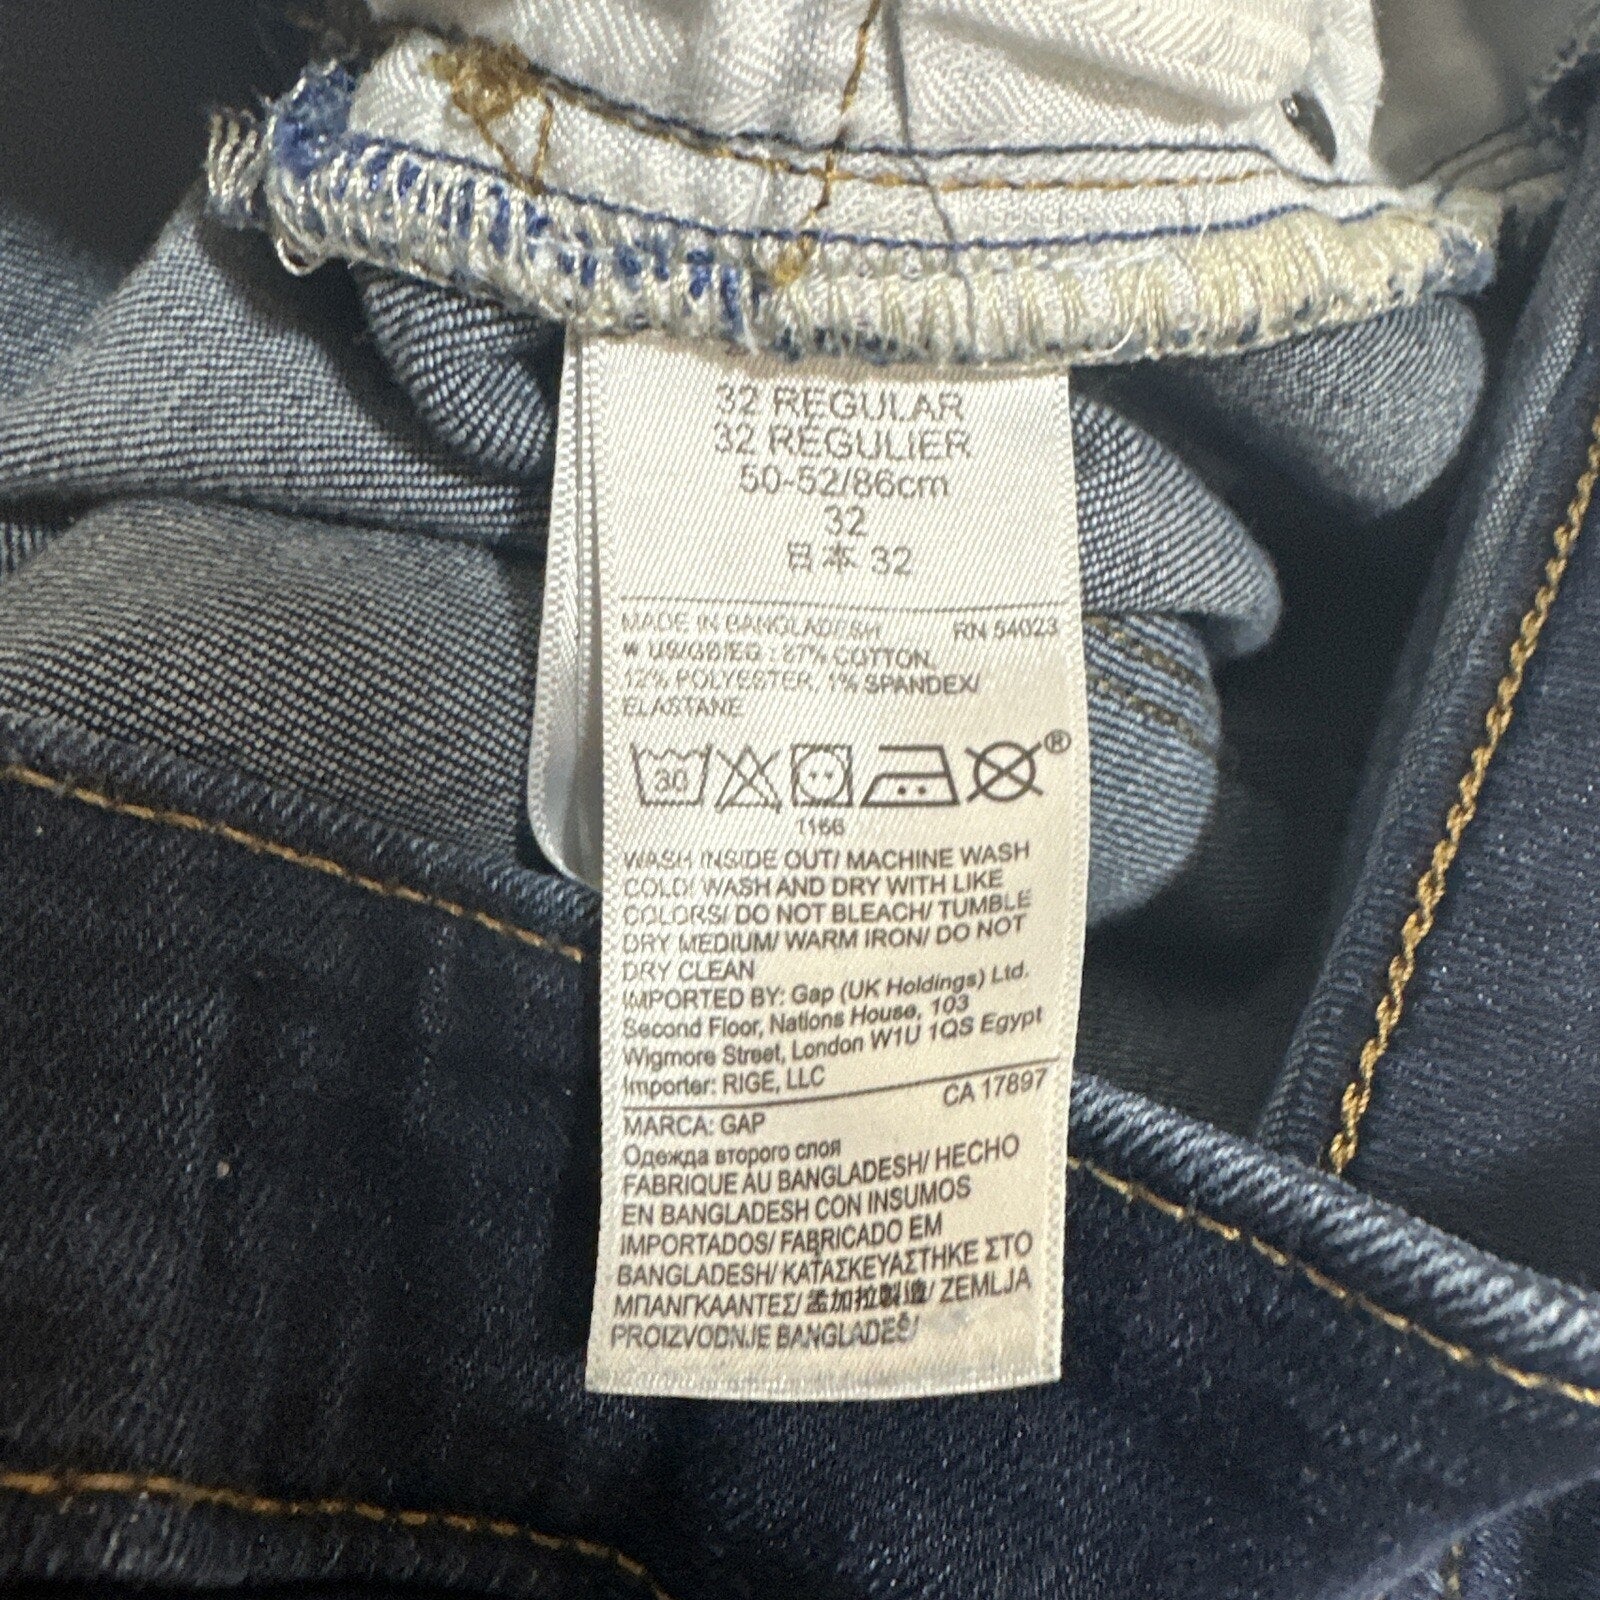 32 REGULAR
32 RÉGULIER
50-52/86cm
32
日本 32
MADE IN BANGLADESH RN 54023
US/GB/EG : 87% COTTON,
12% POLYESTER, 1% SPANDEX/
ELASTANE
30 ®
1166
WASH INSIDE OUT/ MACHINE WASH
COLD/ WASH AND DRY WITH LIKE
COLORS/ DO NOT BLEACH/ TUMBLE
DRY MEDIUM/ WARM IRON/ DO NOT
DRY CLEAN
IMPORTED BY: Gap (UK Holdings) Ltd.
Second Floor, Nations House, 103
Wigmore Street, London W1U 1QS Egypt
Importer: RIGE, LLC
CA 17897
MARCA: GAP
Одежда второго слоя
FABRIQUE AU BANGLADESH/ HECHO
EN BANGLADESH CON INSUMOS
IMPORTADOS/ FABRICADO EM
BANGLADESH/ ΚΑΤΑΣΚΕΥΑΣΤΗΚΕ ΣΤΟ
ΜΠΑΝΓΚΛΑΝΤΕΣ/ 孟加拉製造/ ZEMLJA
PROIZVODNJE BANGLADEŠ/